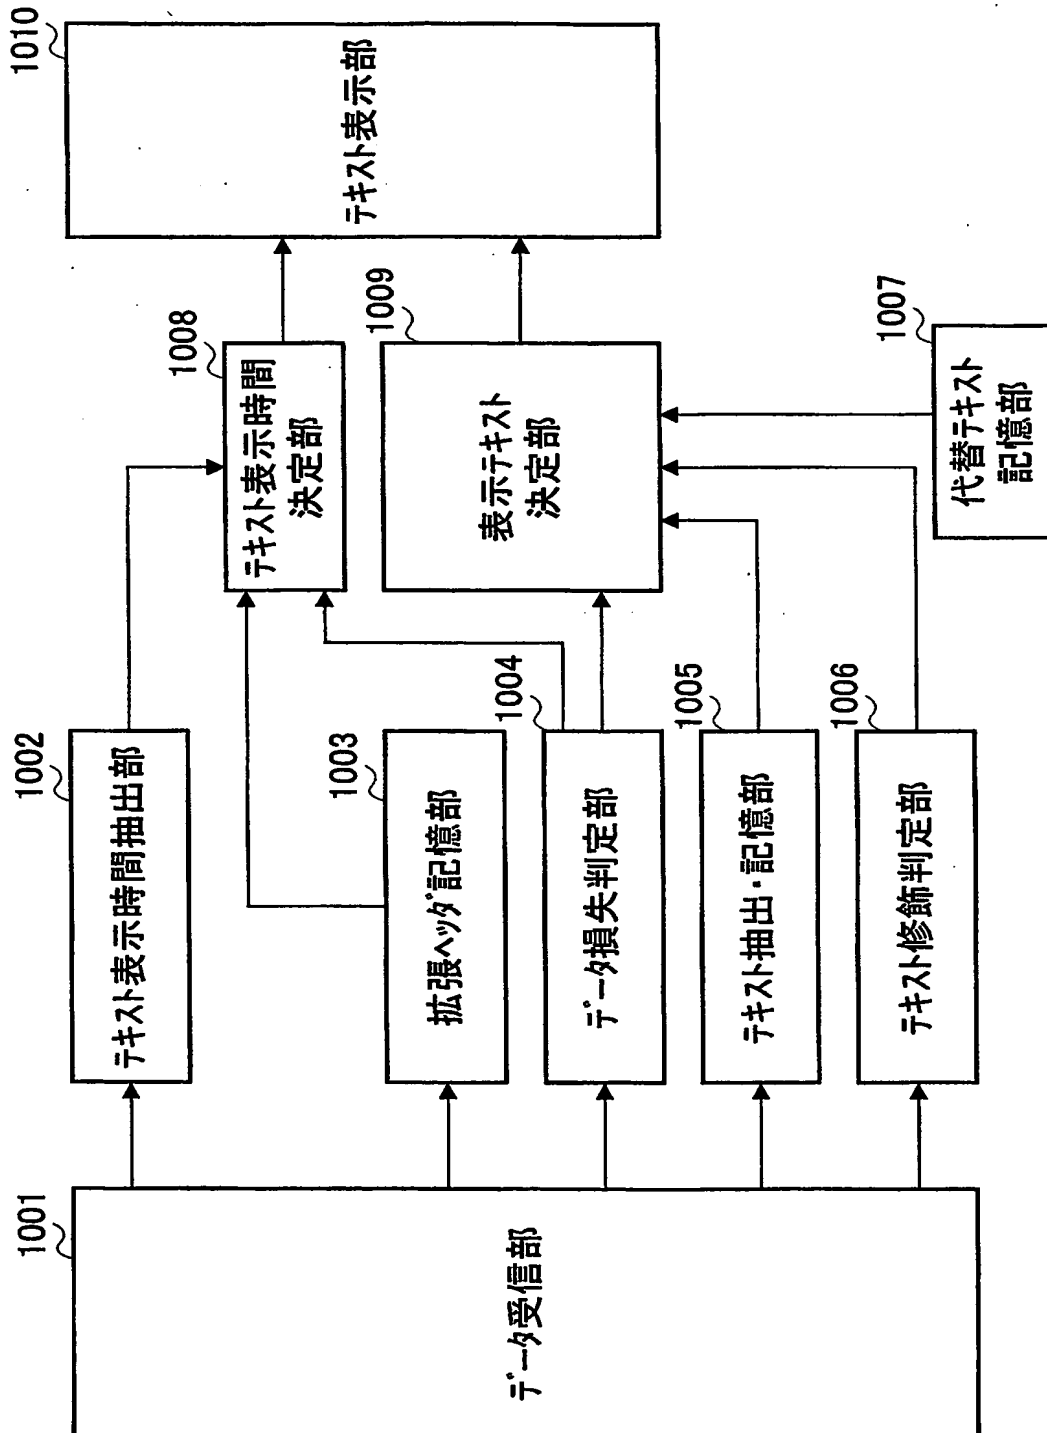 1001
データ受信部
1002
テキスト表示時間抽出部
1003
拡張ヘッダ記憶部
1004
データ損失判定部
1005
テキスト抽出・記憶部
1006
テキスト修飾判定部
1008
テキスト表示時間
決定部
1009
表示テキスト
決定部
1007
代替テキスト
記憶部
1010
テキスト表示部